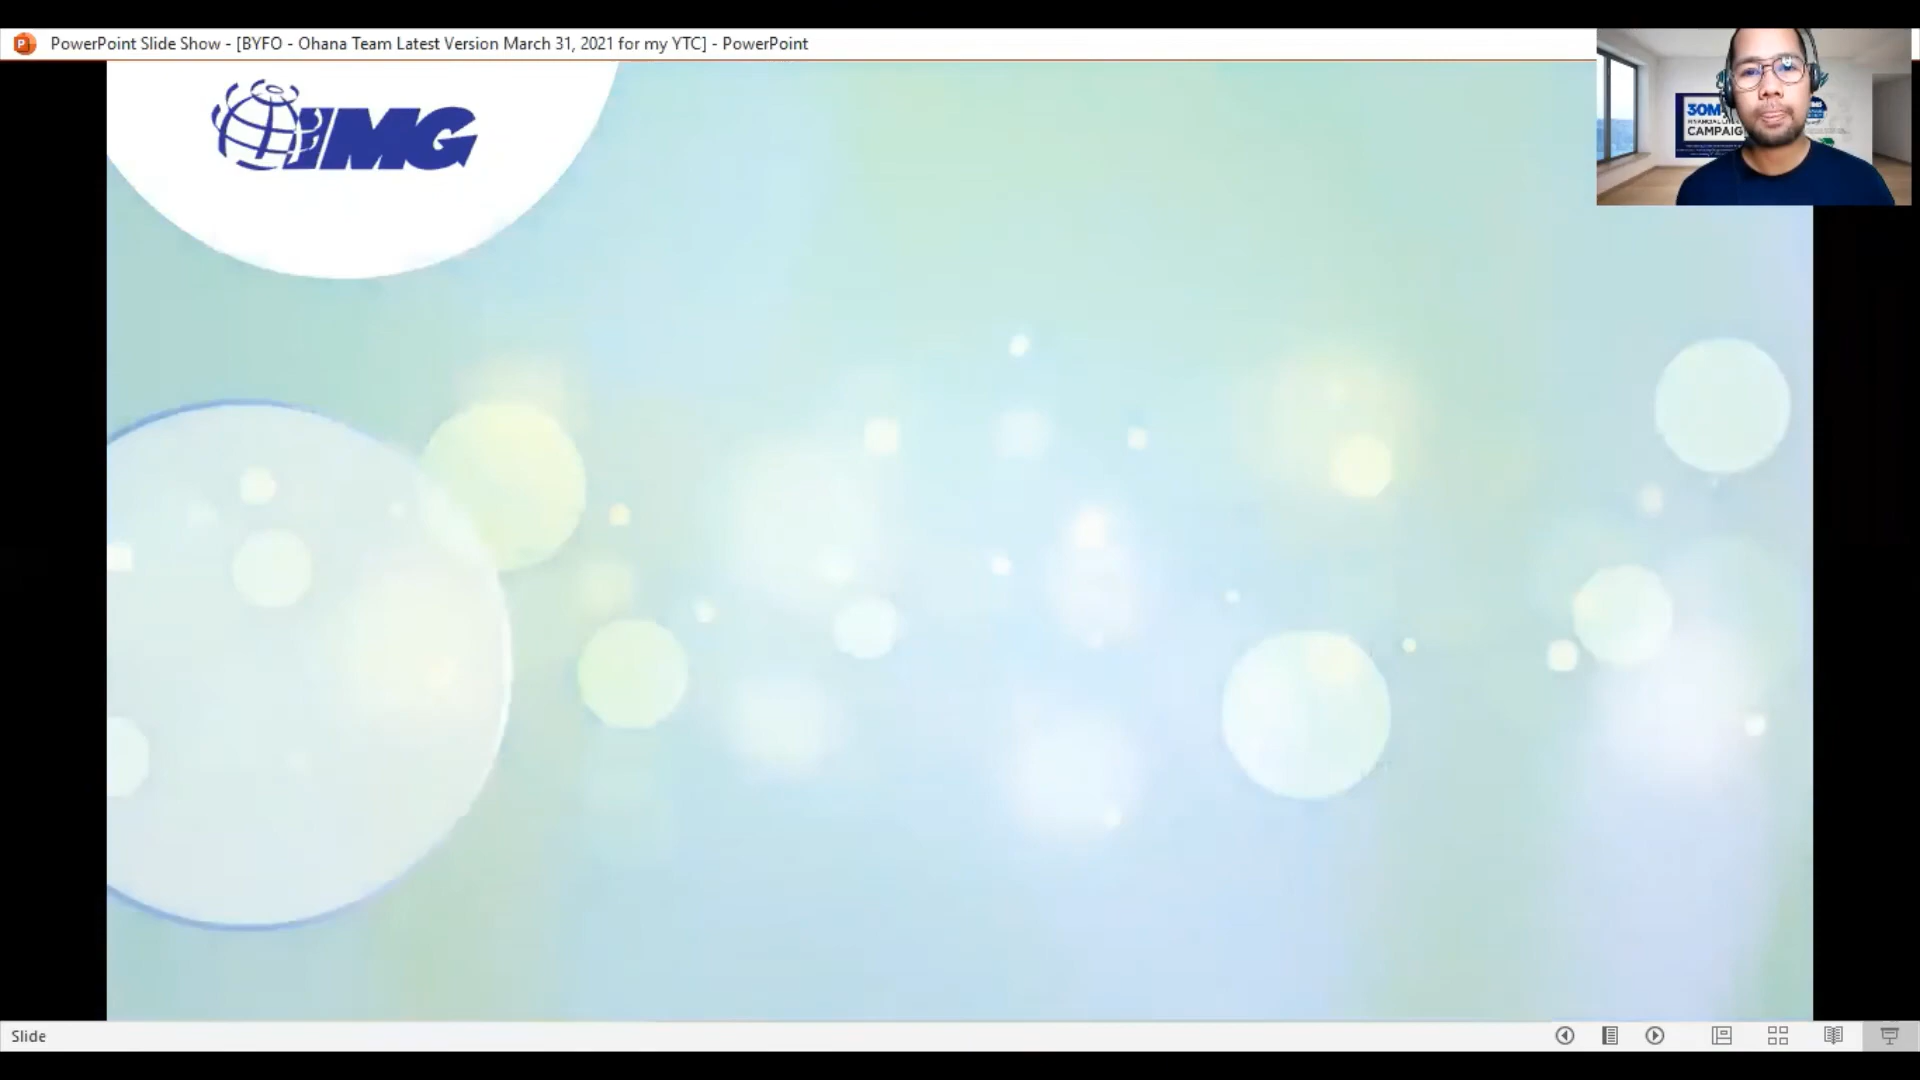 PowerPoint Slide Show - [BYFO - Ohana Team Latest Version March 31, 2021 for my YTC] - PowerPoint
IMG
30M
CAMPAIG
Slide